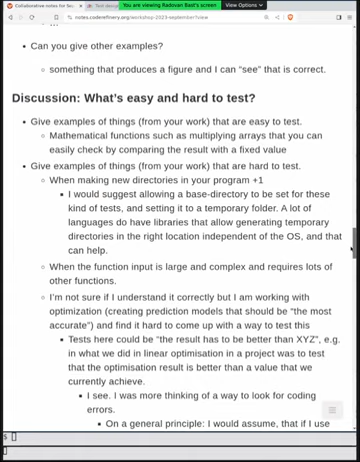 Collaborative notes for So
Test desig
You are viewing Radovan Bast's screen
View Options
notes.coderefinery.org/workshop-2023-september?view
Can you give other examples?
something that produces a figure and I can "see" that is correct.
Discussion: What's easy and hard to test?
Give examples of things (from your work) that are easy to test.
Mathematical functions such as multiplying arrays that you can
easily check by comparing the result with a fixed value
Give examples of things (from your work) that are hard to test.
When making new directories in your program +1
I would suggest allowing a base-directory to be set for these
kind of tests, and setting it to a temporary folder. A lot of
languages do have libraries that allow generating temporary
directories in the right location independent of the OS, and that
can help.
When the function input is large and complex and requires lots of
other functions.
I'm not sure if I understand it correctly but I am working with
optimization (creating prediction models that should be "the most
accurate") and find it hard to come up with a way to test this
Tests here could be "the result has to be better than XYZ", e.g.
in what we did in linear optimisation in a project was to test
that the optimisation result is better than a value that we
currently achieve.
I see. I was more thinking of a way to look for coding
errors.
On a general principle: I would assume, that if I use
$